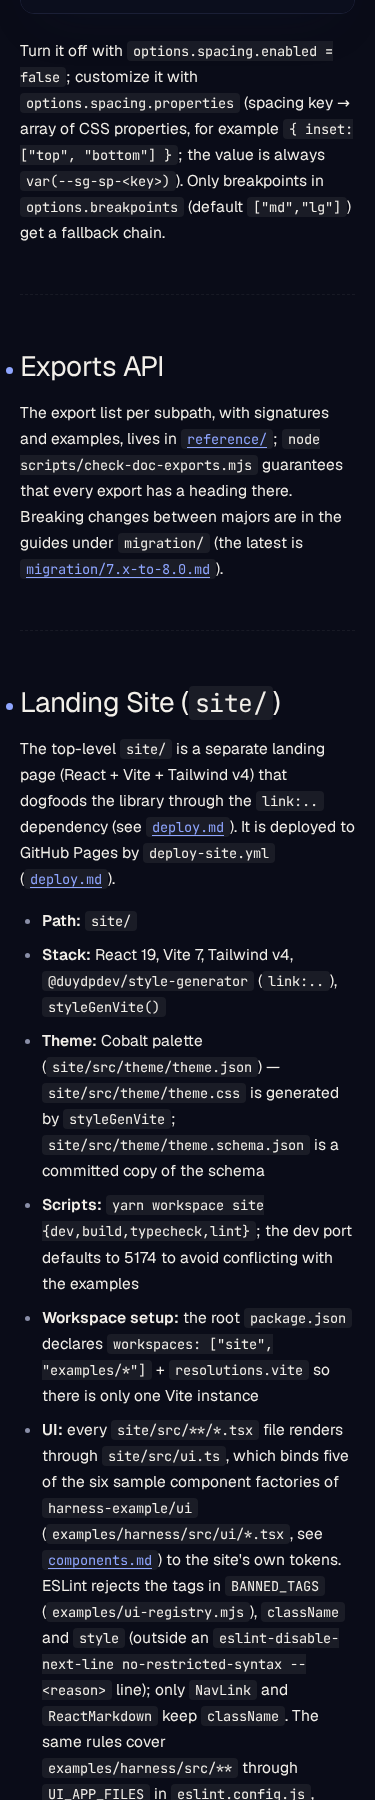 Turn it off with options.spacing.enabled =
false ; customize it with
options.spacing.properties (spacing key →
array of CSS properties, for example { inset:
["top", "bottom"] } ; the value is always
var(--sg-sp-<key>) ). Only breakpoints in
options.breakpoints (default ["md","lg"] )
get a fallback chain.
Exports API
The export list per subpath, with signatures
and examples, lives in reference/ ; node
scripts/check-doc-exports.mjs guarantees
that every export has a heading there.
Breaking changes between majors are in the
guides under migration/ (the latest is
migration/7.x-to-8.0.md ).
Landing Site ( site/ )
The top-level site/ is a separate landing
page (React + Vite + Tailwind v4) that
dogfoods the library through the link:..
dependency (see deploy.md ). It is deployed to
GitHub Pages by deploy-site.yml
( deploy.md ).
• Path: site/
• Stack: React 19, Vite 7, Tailwind v4,
@duydpdev/style-generator ( link:.. ),
styleGenVite()
• Theme: Cobalt palette
( site/src/theme/theme.json ) —
site/src/theme/theme.css is generated
by styleGenVite ;
site/src/theme/theme.schema.json is a
committed copy of the schema
• Scripts: yarn workspace site
{dev,build,typecheck,lint} ; the dev port
defaults to 5174 to avoid conflicting with
the examples
• Workspace setup: the root package.json
declares workspaces: ["site",
"examples/*"] + resolutions.vite so
there is only one Vite instance
• UI: every site/src/**/*.tsx file renders
through site/src/ui.ts , which binds five
of the six sample component factories of
harness-example/ui
( examples/harness/src/ui/*.tsx , see
components.md ) to the site's own tokens.
ESLint rejects the tags in BANNED_TAGS
( examples/ui-registry.mjs ), className
and style (outside an eslint-disable-
next-line no-restricted-syntax --
<reason> line); only NavLink and
ReactMarkdown keep className . The
same rules cover
examples/harness/src/** through
UI_APP_FILES in eslint.config.js .